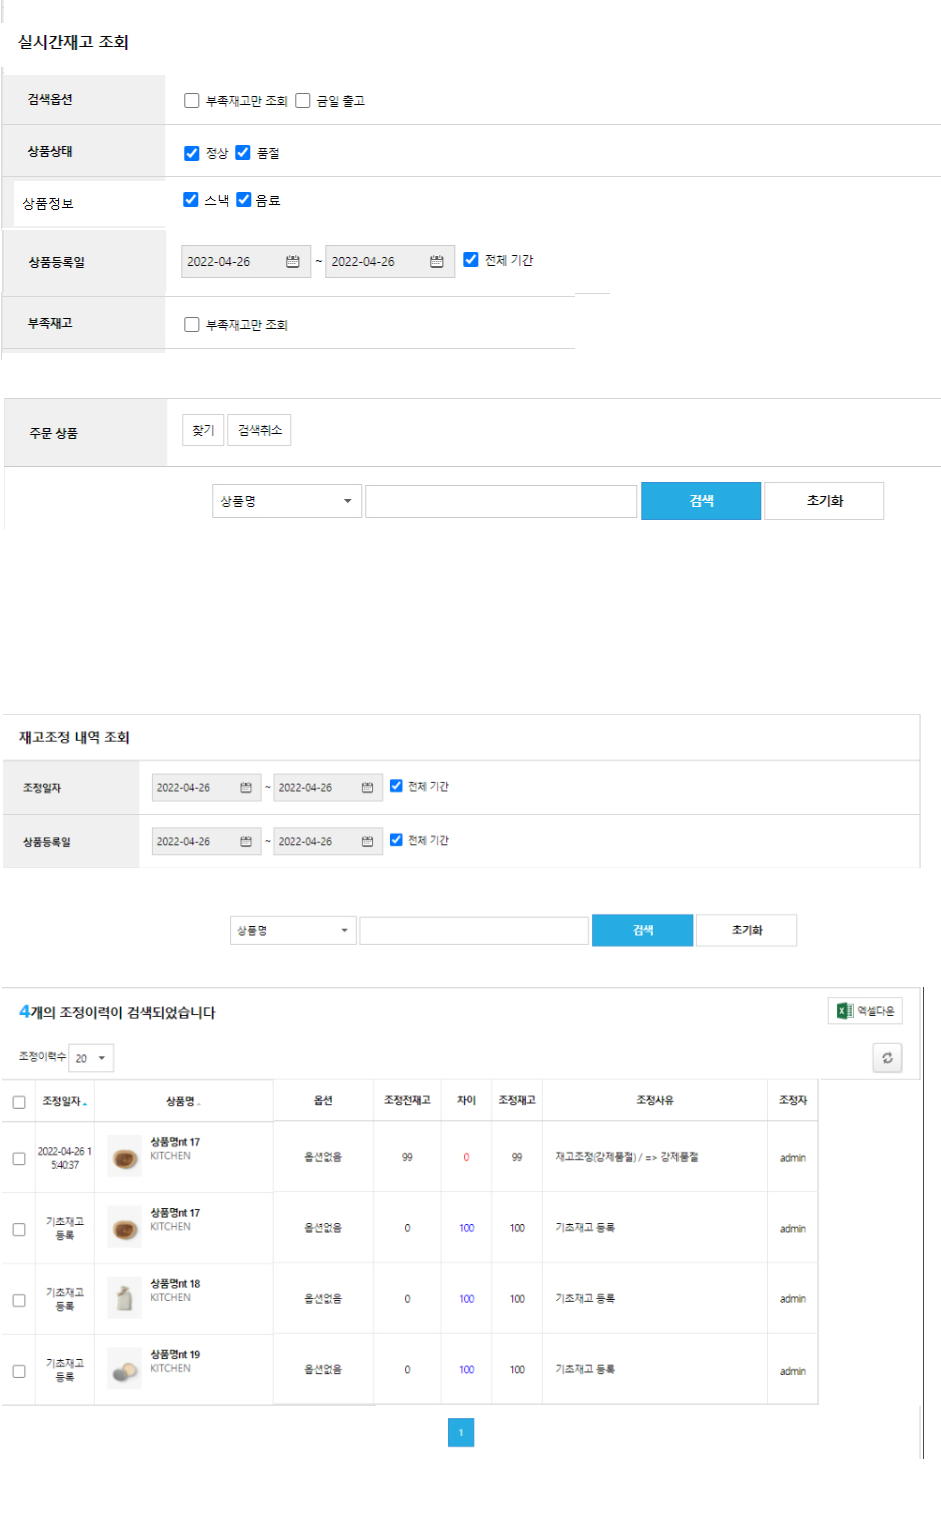 실시간재고 조회
검색옵션 부족재고만 조회 금일 출고
상품상태 정상 품절
상품정보 스낵 음료
상품등록일 2022-04-26 ~ 2022-04-26 전체 기간
부족재고 부족재고만 조회
주문 상품 찾기 검색취소
상품명 검색 초기화
재고조정 내역 조회
조정일자 2022-04-26 ~ 2022-04-26 전체 기간
상품등록일 2022-04-26 ~ 2022-04-26 전체 기간
상품명 검색 초기화
4개의 조정이력이 검색되었습니다 엑셀다운
조정이력수 20
조정일자 상품명 옵션 조정전재고 차이 조정재고 조정사유 조정자
2022-04-26 1
5:40:37 상품명nt 17
KITCHEN 옵션없음 99 0 99 재고조정(강제품절) / => 강제품절 admin
기초재고
등록 상품명nt 17
KITCHEN 옵션없음 0 100 100 기초재고 등록 admin
기초재고
등록 상품명nt 18
KITCHEN 옵션없음 0 100 100 기초재고 등록 admin
기초재고
등록 상품명nt 19
KITCHEN 옵션없음 0 100 100 기초재고 등록 admin
1